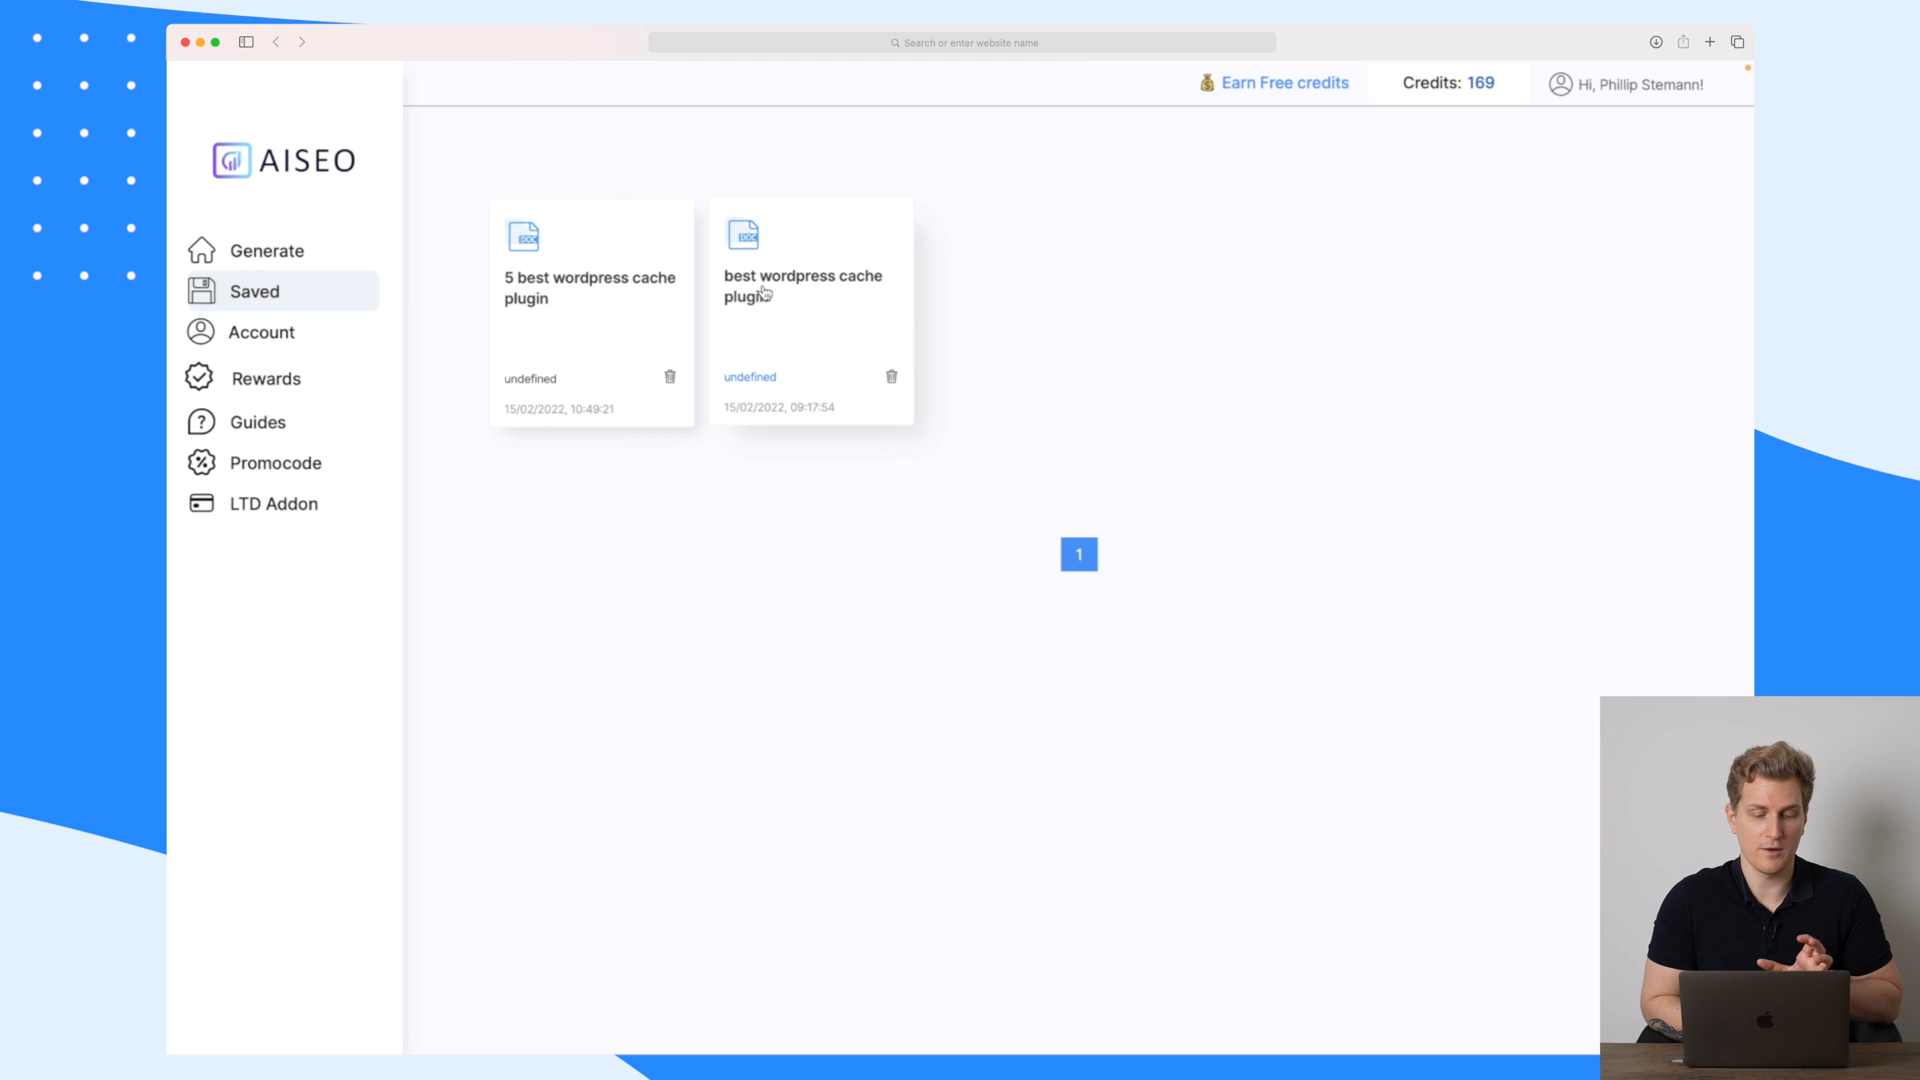 Search or enter website name
Earn Free credits
Credits: 169
Hi, Phillip Stemann!
AISEO
Generate
Saved
Account
Rewards
Guides
Promocode
LTD Addon
DOC
5 best wordpress cache
plugin
undefined
15/02/2022, 10:49:21
DOC
best wordpress cache
plugin
undefined
15/02/2022, 09:17:54
1